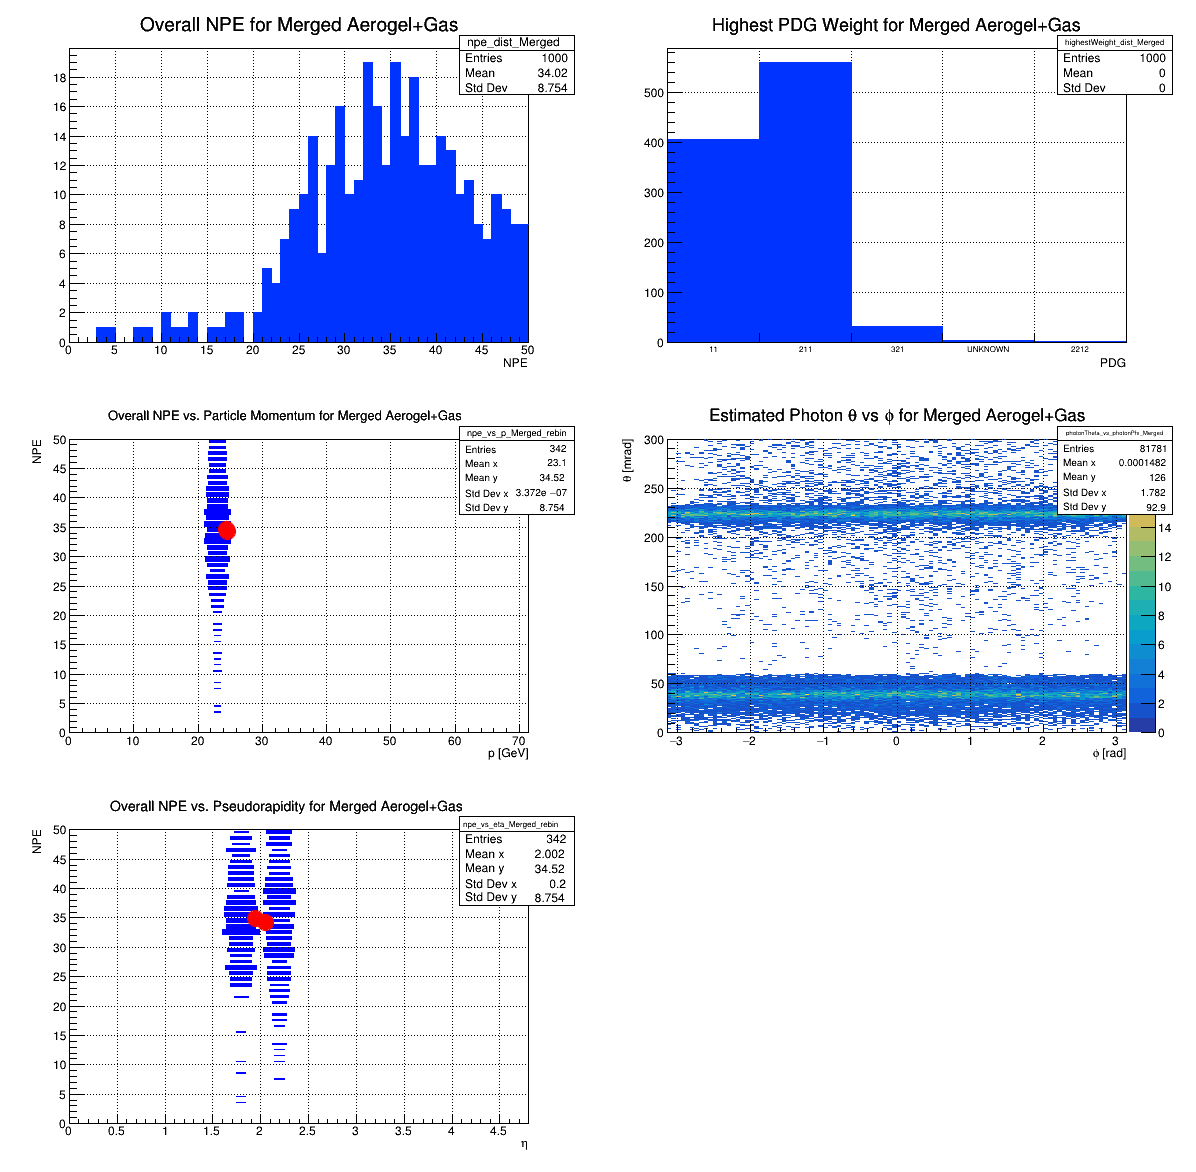 Overall NPE for Merged Aerogel+Gas
npe_dist_Merged
Entries 1000
Mean 34.02
Std Dev 8.754
18
16
14
12
10
8
6
4
2
0
0 5 10 15 20 25 30 35 40 45 50
NPE
Highest PDG Weight for Merged Aerogel+Gas
highestWeight_dist_Merged
Entries 1000
Mean 0
Std Dev 0
500
400
300
200
100
0
11 211 321 UNKNOWN 2212
PDG
Overall NPE vs. Particle Momentum for Merged Aerogel+Gas
NPE
npe_vs_p_Merged_rebin
Entries 342
Mean x 23.1
Mean y 34.52
Std Dev x 3.372e −07
Std Dev y 8.754
50
45
40
35
30
25
20
15
10
5
0
0 10 20 30 40 50 60 70
p [GeV]
Estimated Photon θ vs ϕ for Merged Aerogel+Gas
θ [mrad]
photonTheta_vs_photonPhi_Merged
Entries 81781
Mean x 0.0001482
Mean y 126
Std Dev x 1.782
Std Dev y 92.9
300
250
200
150
100
50
0
−3 −2 −1 0 1 2 3
ϕ [rad]
14
12
10
8
6
4
2
0
Overall NPE vs. Pseudorapidity for Merged Aerogel+Gas
NPE
npe_vs_eta_Merged_rebin
Entries 342
Mean x 2.002
Mean y 34.52
Std Dev x 0.2
Std Dev y 8.754
50
45
40
35
30
25
20
15
10
5
0
0 0.5 1 1.5 2 2.5 3 3.5 4 4.5
η